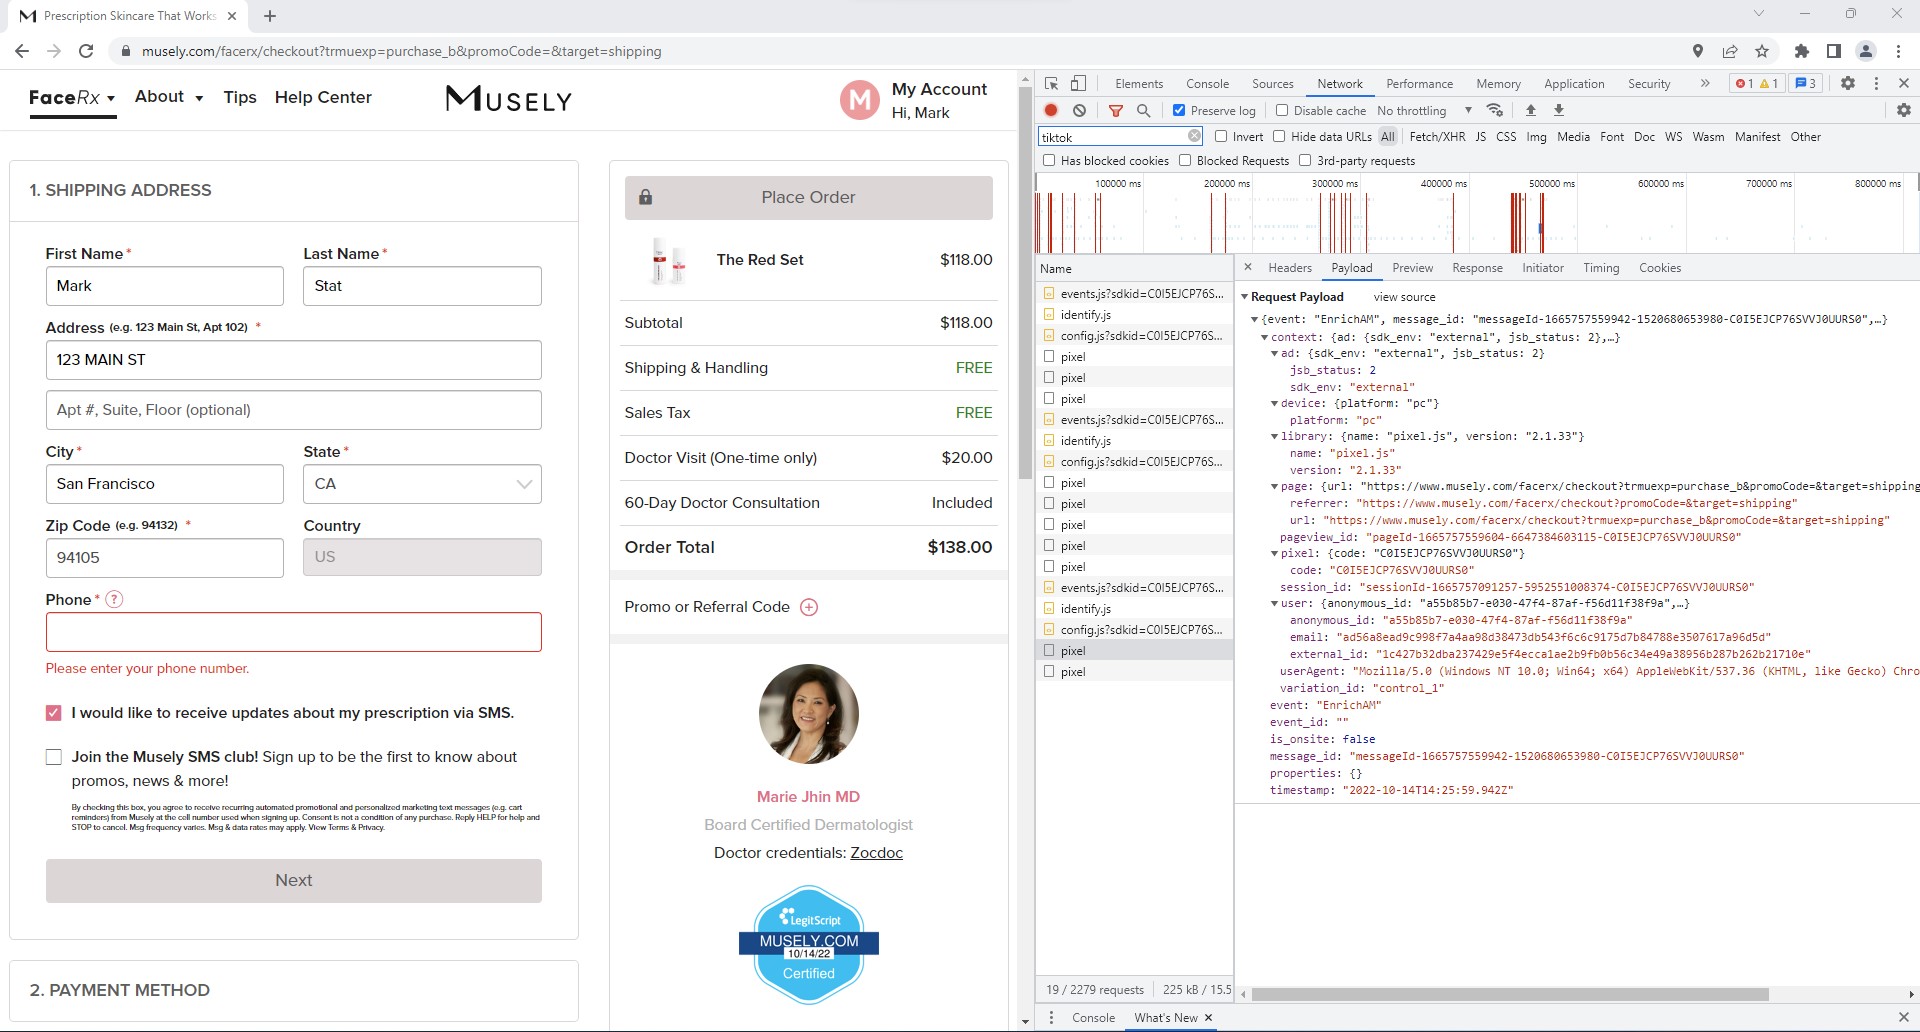 Prescription Skincare That Works
musely.com/facerx/checkout?trmuexp=purchase_b&promoCode=&target=shipping
FaceRx
About
Tips
Help Center
MUSELY
M
My Account
Hi, Mark
1. SHIPPING ADDRESS
First Name*
Last Name*
Mark
Stat
Address (e.g. 123 Main St, Apt 102) *
123 MAIN ST
Apt #, Suite, Floor (optional)
City*
State*
San Francisco
CA
Zip Code (e.g. 94132) *
Country
94105
US
Phone* ?
Please enter your phone number.
I would like to receive updates about my prescription via SMS.
Join the Musely SMS club! Sign up to be the first to know about
promos, news & more!
By checking this box, you agree to receive recurring automated promotional and personalized marketing text messages (e.g. cart
reminders) from Musely at the cell number used when signing up. Consent is not a condition of any purchase. Reply HELP for help and
STOP to cancel. Msg frequency varies. Msg & data rates may apply. View Terms & Privacy.
Next
2. PAYMENT METHOD
Place Order
The Red Set $118.00
Subtotal $118.00
Shipping & Handling FREE
Sales Tax FREE
Doctor Visit (One-time only) $20.00
60-Day Doctor Consultation Included
Order Total $138.00
Promo or Referral Code
Marie Jhin MD
Board Certified Dermatologist
Doctor credentials: Zocdoc
LegitScript
MUSELY.COM
10/14/22
Certified
Elements Console Sources Network Performance Memory Application Security 1 1 3
Preserve log Disable cache No throttling
tiktok
Invert Hide data URLs All Fetch/XHR JS CSS Img Media Font Doc WS Wasm Manifest Other
Has blocked cookies Blocked Requests 3rd-party requests
100000 ms 200000 ms 300000 ms 400000 ms 500000 ms 600000 ms 700000 ms 800000 ms
Name
events.js?sdkid=C0I5EJCP76S...
identify.js
config.js?sdkid=C0I5EJCP76S...
pixel
pixel
pixel
events.js?sdkid=C0I5EJCP76S...
identify.js
config.js?sdkid=C0I5EJCP76S...
pixel
pixel
pixel
pixel
pixel
events.js?sdkid=C0I5EJCP76S...
identify.js
config.js?sdkid=C0I5EJCP76S...
pixel
pixel
19 / 2279 requests 225 kB / 15.5
Headers Payload Preview Response Initiator Timing Cookies
Request Payload view source
{event: "EnrichAM", message_id: "messageId-1665757559942-1520680653980-C0I5EJCP76SVVJ0UURS0",…}
context: {ad: {sdk_env: "external", jsb_status: 2},…}
ad: {sdk_env: "external", jsb_status: 2}
jsb_status: 2
sdk_env: "external"
device: {platform: "pc"}
platform: "pc"
library: {name: "pixel.js", version: "2.1.33"}
name: "pixel.js"
version: "2.1.33"
page: {url: "https://www.musely.com/facerx/checkout?trmuexp=purchase_b&promoCode=&target=shipping
referrer: "https://www.musely.com/facerx/checkout?promoCode=&target=shipping"
url: "https://www.musely.com/facerx/checkout?trmuexp=purchase_b&promoCode=&target=shipping"
pageview_id: "pageId-1665757559604-6647384603115-C0I5EJCP76SVVJ0UURS0"
pixel: {code: "C0I5EJCP76SVVJ0UURS0"}
code: "C0I5EJCP76SVVJ0UURS0"
session_id: "sessionId-1665757091257-5952551008374-C0I5EJCP76SVVJ0UURS0"
user: {anonymous_id: "a55b85b7-e030-47f4-87af-f56d11f38f9a",…}
anonymous_id: "a55b85b7-e030-47f4-87af-f56d11f38f9a"
email: "ad56a8ead9c998f7a4aa98d38473db543f6c6c9175d7b84788e3507617a96d5d"
external_id: "1c427b32dba237429e5f4ecca1ae2b9fb0b56c34e49a38956b287b262b21710e"
userAgent: "Mozilla/5.0 (Windows NT 10.0; Win64; x64) AppleWebKit/537.36 (KHTML, like Gecko) Chro
variation_id: "control_1"
event: "EnrichAM"
event_id: ""
is_onsite: false
message_id: "messageId-1665757559942-1520680653980-C0I5EJCP76SVVJ0UURS0"
properties: {}
timestamp: "2022-10-14T14:25:59.942Z"
Console What's New